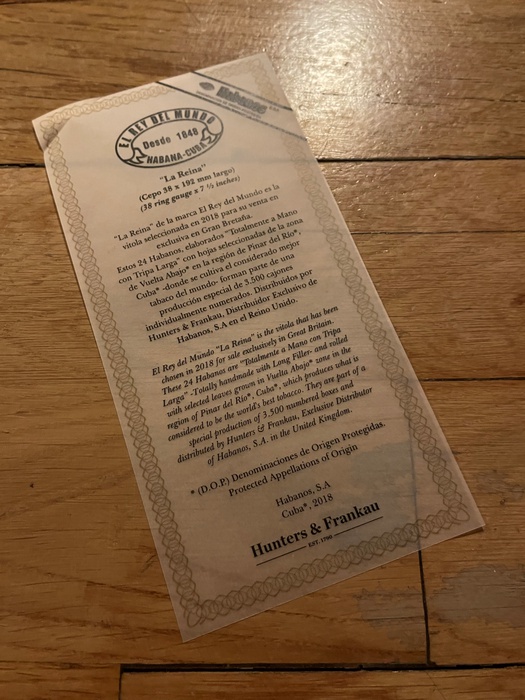 Habanos
EL REY DEL MUNDO
Desde 1848
HABANA-CUBA
"La Reina"
(Cepo 38 x 192 mm largo)
(38 ring gauge x 7 ½ inches)
"La Reina" de la marca El Rey del Mundo es la
vitola seleccionada en 2018 para su venta en
exclusiva en Gran Bretaña.
Estos 24 Habanos, elaborados "Totalmente a Mano
con Tripa Larga" con hojas seleccionadas de la zona
de Vuelta Abajo* en la región de Pinar del Río*,
Cuba* -donde se cultiva el considerado mejor
tabaco del mundo- forman parte de una
producción especial de 3.500 cajones
individualmente numerados. Distribuidos por
Hunters & Frankau, Distribuidor Exclusivo de
Habanos, S.A en el Reino Unido.
El Rey del Mundo "La Reina" is the vitola that has been
chosen in 2018 for sale exclusively in Great Britain.
These 24 Habanos are "Totalmente a Mano con Tripa
Larga" -Totally handmade with Long Filler- and rolled
with selected leaves grown in Vuelta Abajo* zone in the
region of Pinar del Río*, Cuba*, which produces what is
considered to be the world's best tobacco. They are part of a
special production of 3,500 numbered boxes and
distributed by Hunters & Frankau, Exclusive Distributor
of Habanos, S.A. in the United Kingdom.
* (D.O.P.) Denominaciones de Origen Protegidas.
Protected Appellations of Origin
Habanos, S.A
Cuba*, 2018
Hunters & Frankau
EST. 1790